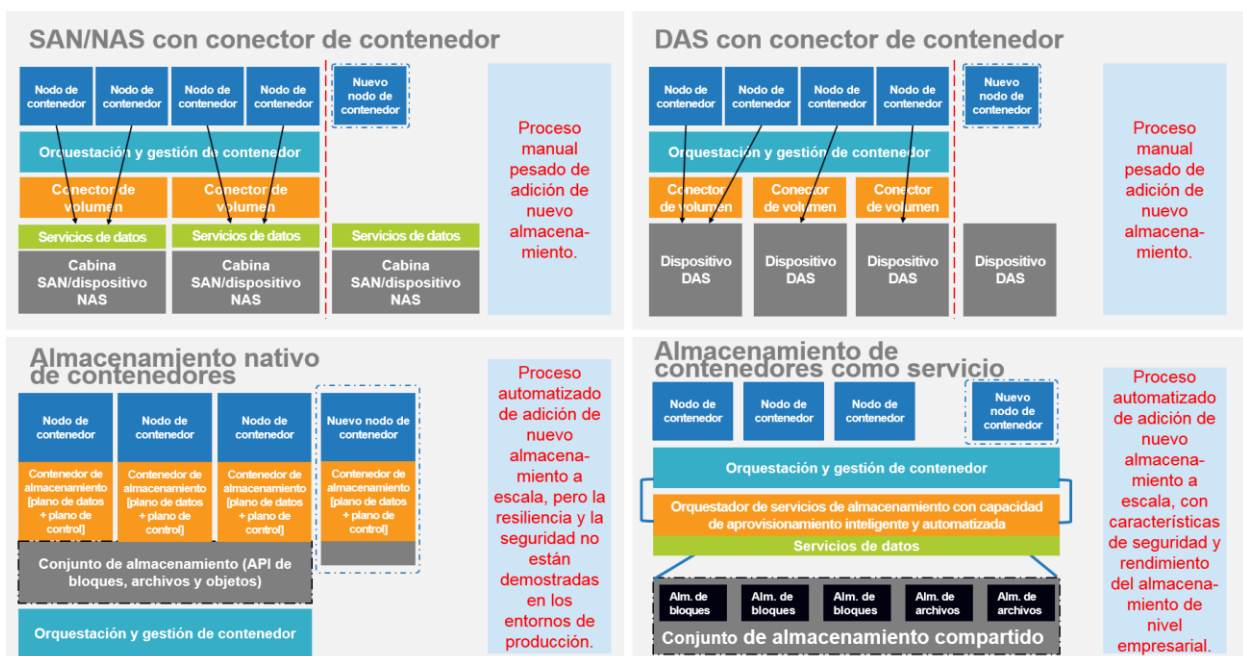 SAN/NAS con conector de contenedor
Nodo de
contenedor
Nodo de
contenedor
Nodo de
contenedor
Nodo de
contenedor
Nuevo
nodo de
contenedor
Orquestación y gestión de contenedor
Conector de
volumen
Conector de
volumen
Servicios de datos
Servicios de datos
Servicios de datos
Cabina
SAN/dispositivo
NAS
Cabina
SAN/dispositivo
NAS
Cabina
SAN/dispositivo
NAS
Proceso
manual
pesado de
adición de
nuevo
almacena-
miento.
DAS con conector de contenedor
Nodo de
contenedor
Nodo de
contenedor
Nodo de
contenedor
Nodo de
contenedor
Nuevo
nodo de
contenedor
Orquestación y gestión de contenedor
Conector
de volumen
Conector
de volumen
Conector
de volumen
Dispositivo
DAS
Dispositivo
DAS
Dispositivo
DAS
Dispositivo
DAS
Proceso
manual
pesado de
adición de
nuevo
almacena-
miento.
Almacenamiento nativo
de contenedores
Nodo de
contenedor
Nodo de
contenedor
Nodo de
contenedor
Nuevo nodo de
contenedor
Contenedor de
almacenamiento
[plano de datos
+ plano de
control]
Contenedor de
almacenamiento
[plano de datos
+ plano de
control]
Contenedor de
almacenamiento
[plano de datos
+ plano de
control]
Contenedor de
almacenamiento
[plano de datos
+ plano de
control]
Conjunto de almacenamiento (API de
bloques, archivos y objetos)
Orquestación y gestión de contenedor
Proceso
automatizado
de adición de
nuevo
almacena-
miento a
escala, pero la
resiliencia y la
seguridad no
están
demostradas
en los
entornos de
producción.
Almacenamiento de
contenedores como servicio
Nodo de
contenedor
Nodo de
contenedor
Nodo de
contenedor
Nuevo
nodo de
contenedor
Orquestación y gestión de contenedor
Orquestador de servicios de almacenamiento con capacidad
de aprovisionamiento inteligente y automatizada
Servicios de datos
Alm. de
bloques
Alm. de
bloques
Alm. de
bloques
Alm. de
archivos
Alm. de
archivos
Conjunto de almacenamiento compartido
Proceso
automatizado
de adición de
nuevo
almacena-
miento a
escala, con
características
de seguridad y
rendimiento
del almacena-
miento de
nivel
empresarial.